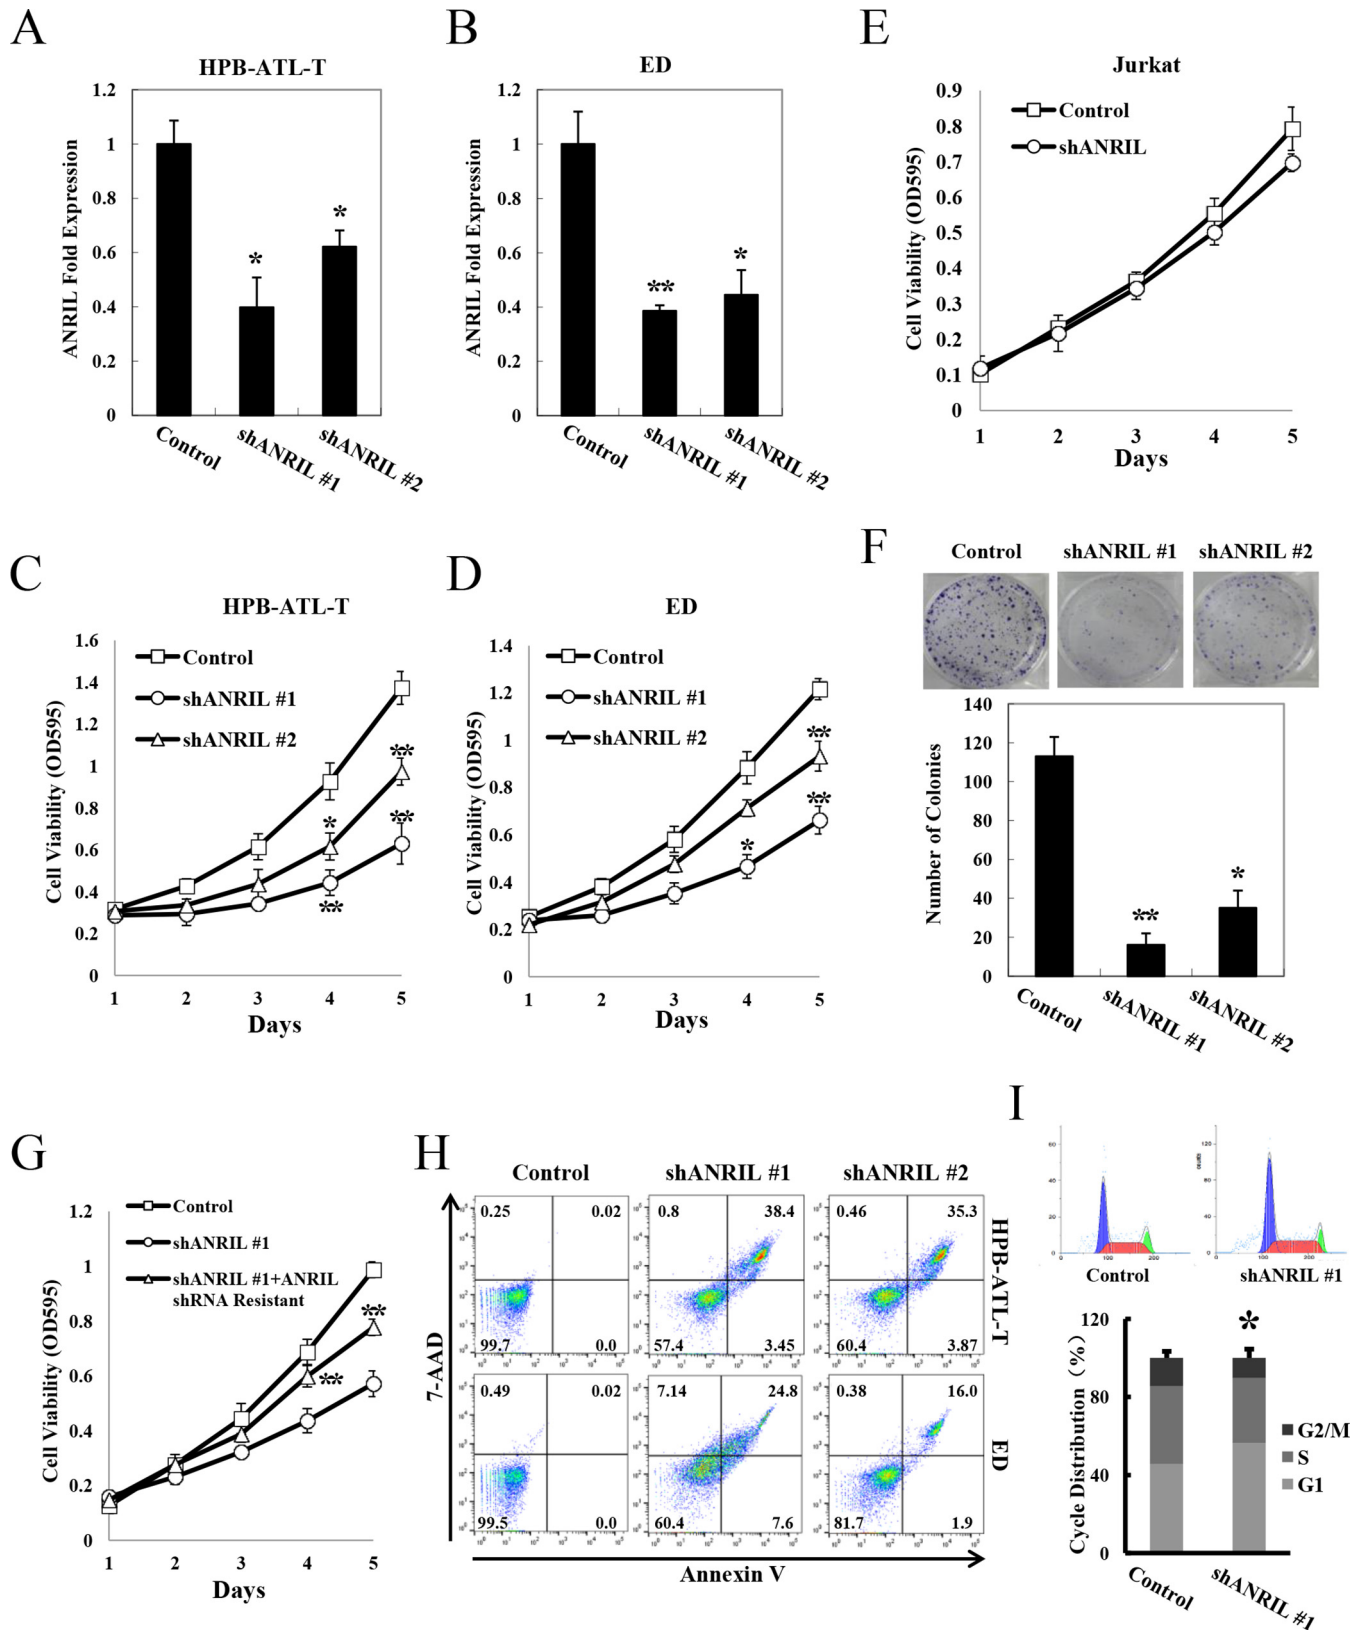 A
HPB-ATL-T
ANRIL Fold Expression
1.2
1
0.8
0.6
0.4
0.2
0
*
*
Control
shANRIL #1
shANRIL #2
B
ED
ANRIL Fold Expression
1.2
1
0.8
0.6
0.4
0.2
0
**
*
Control
shANRIL #1
shANRIL #2
E
Jurkat
Cell Viability (OD595)
0.9
0.8
0.7
0.6
0.5
0.4
0.3
0.2
0.1
0
Control
shANRIL
1 2 3 4 5
Days
C
HPB-ATL-T
Cell Viability (OD595)
1.6
1.4
1.2
1
0.8
0.6
0.4
0.2
0
Control
shANRIL #1
shANRIL #2
**
*
**
**
1 2 3 4 5
Days
D
ED
Cell Viability (OD595)
1.4
1.2
1
0.8
0.6
0.4
0.2
0
Control
shANRIL #1
shANRIL #2
**
**
*
1 2 3 4 5
Days
F
Control shANRIL #1 shANRIL #2
Number of Colonies
140
120
100
80
60
40
20
0
**
*
Control
shANRIL #1
shANRIL #2
G
Cell Viability (OD595)
1.2
1
0.8
0.6
0.4
0.2
0
Control
shANRIL #1
shANRIL #1+ANRIL
shRNA Resistant
**
**
1 2 3 4 5
Days
H
Control shANRIL #1 shANRIL #2
7-AAD
0.25 0.02
99.7 0.0
0.8 38.4
57.4 3.45
0.46 35.3
60.4 3.87
HPB-ATL-T
0.49 0.02
99.5 0.0
7.14 24.8
60.4 7.6
0.38 16.0
81.7 1.9
ED
Annexin V
I
Control
shANRIL #1
Cycle Distribution (%)
120
80
40
0
*
G2/M
S
G1
Control
shANRIL #1